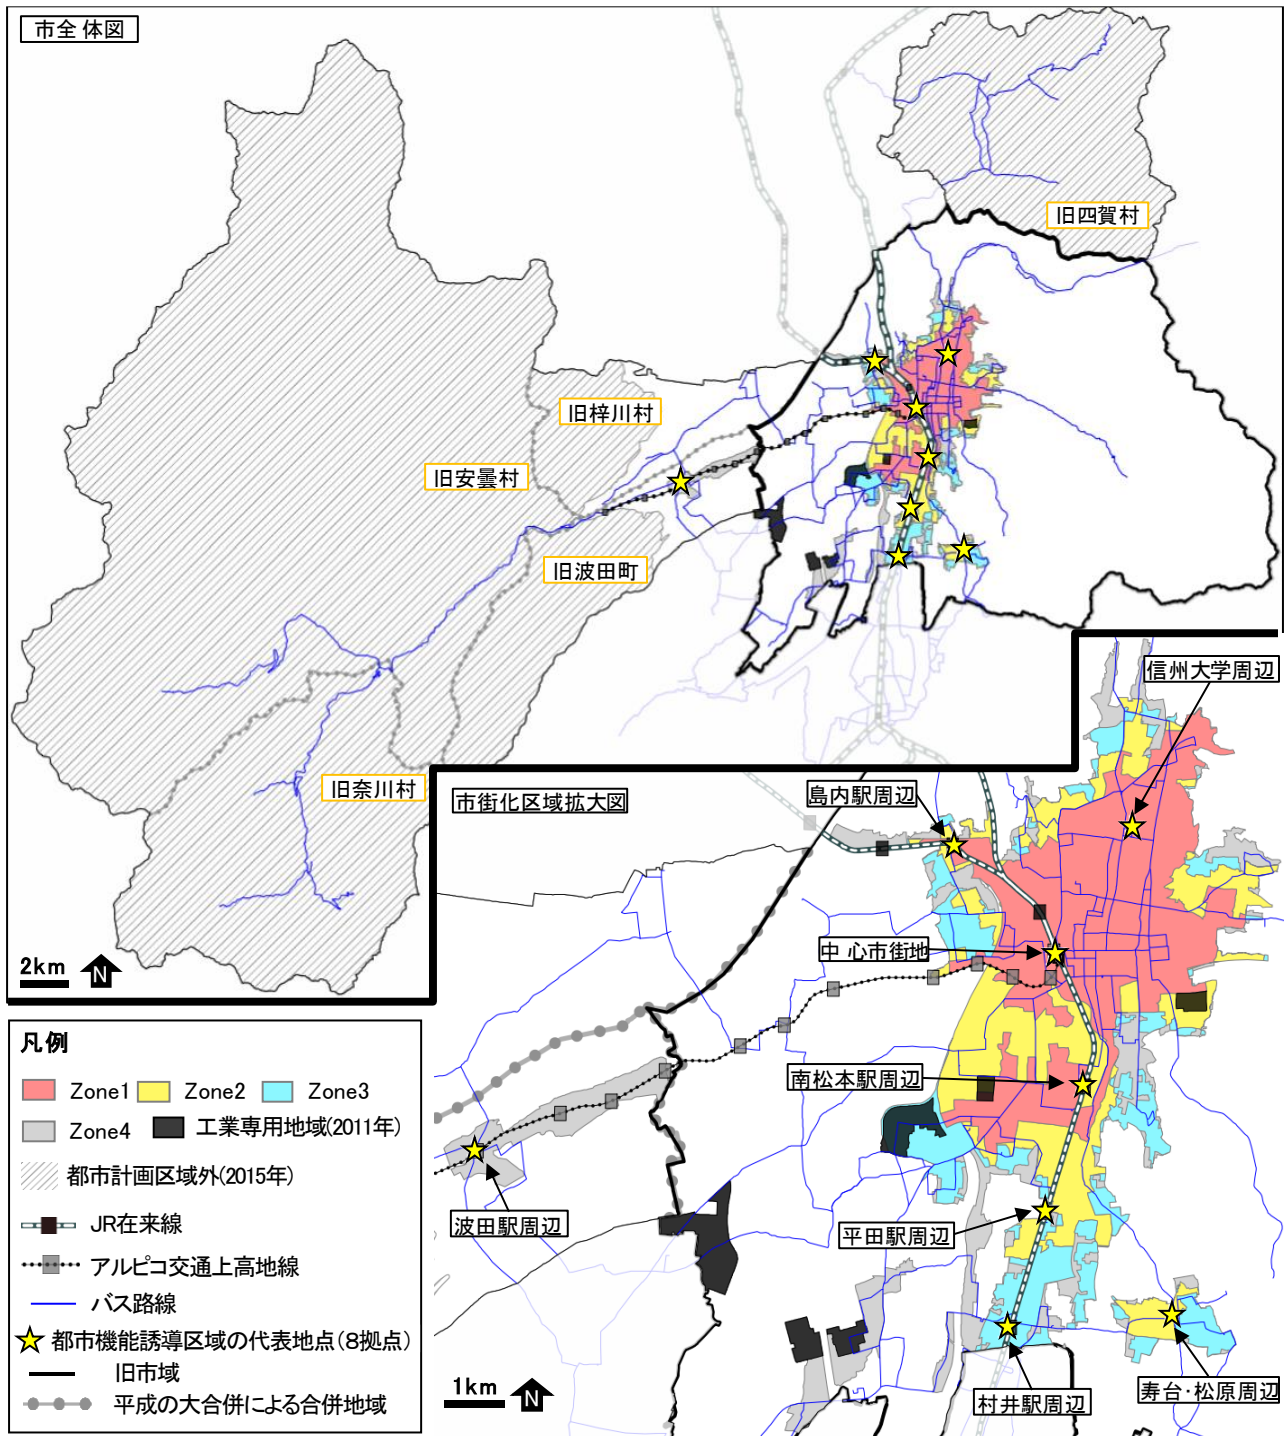 市全体図
旧四賀村
旧梓川村
旧安曇村
旧波田町
旧奈川村
2km
N
市街化区域拡大図
信州大学周辺
島内駅周辺
中心市街地
南松本駅周辺
波田駅周辺
平田駅周辺
村井駅周辺
寿台・松原周辺
1km
N
凡例
Zone1 Zone2 Zone3
Zone4 工業専用地域(2011年)
都市計画区域外(2015年)
JR在来線
アルピコ交通上高地線
バス路線
都市機能誘導区域の代表地点(8拠点)
旧市域
平成の大合併による合併地域